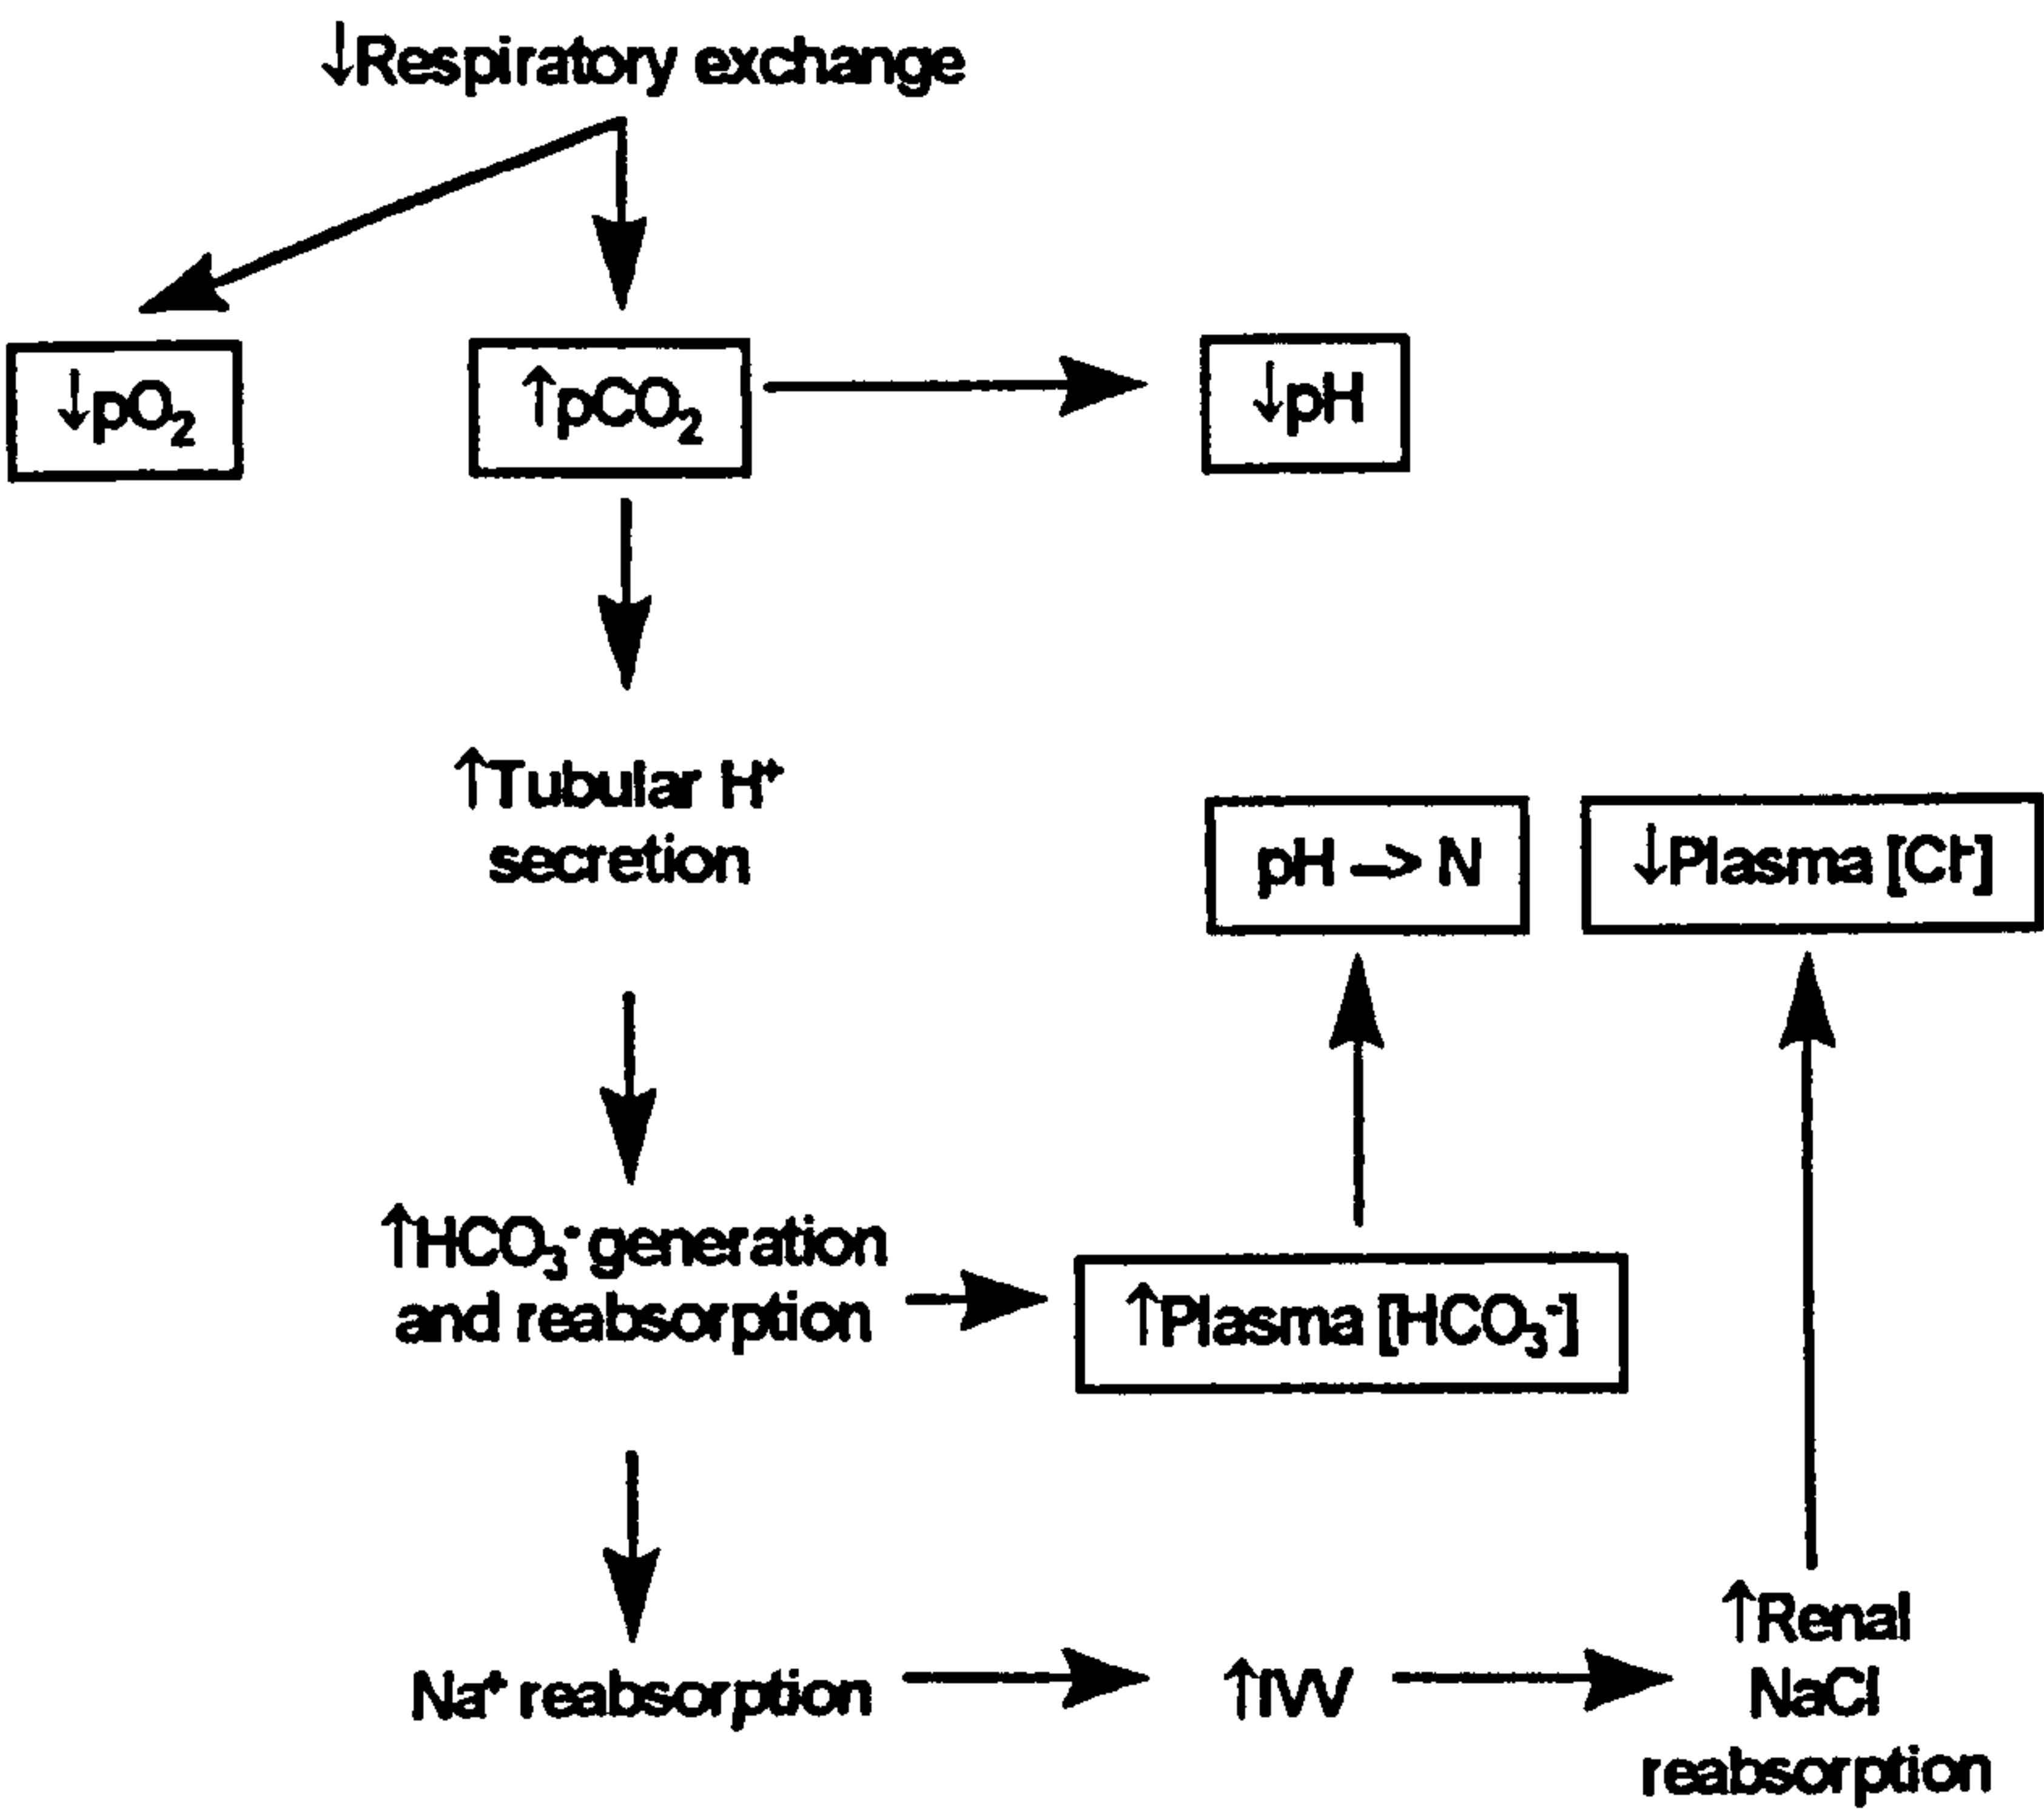 ↓Respiratory exchange
↓pO₂
↑pCO₂
↓pH
↑Tubular H⁺
secretion
pH –> N
↓Plasma [Cl⁻]
↑HCO₃⁻ generation
and reabsorption
↑Plasma [HCO₃⁻]
Na⁺ reabsorption
↑IVV
↑Renal
NaCl
reabsorption